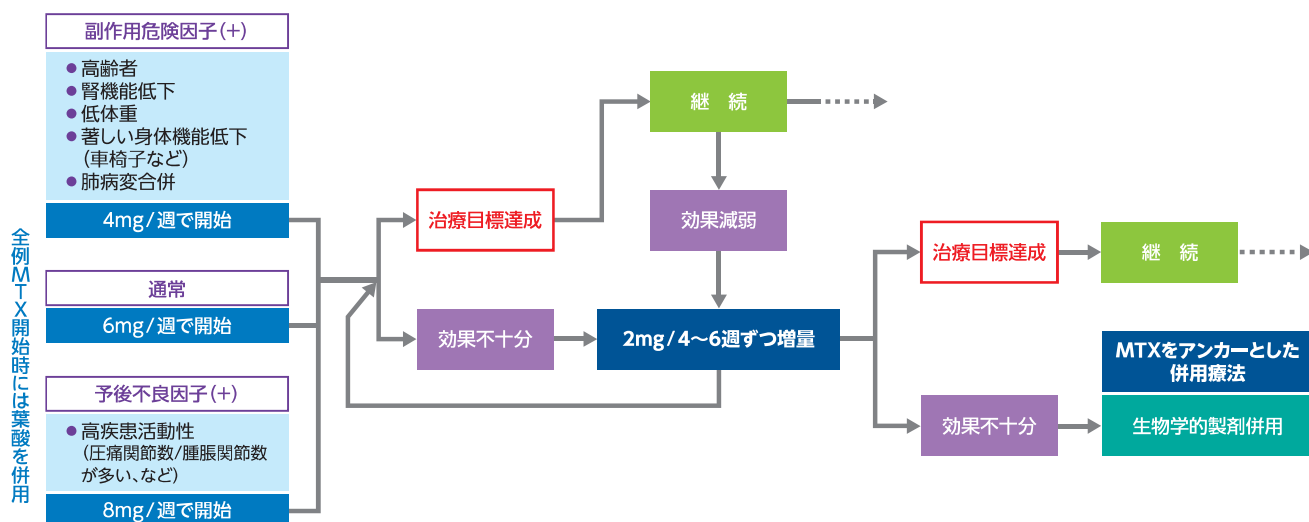 全例MTX開始時には葉酸を併用
副作用危険因子(+)
●高齢者
●腎機能低下
●低体重
●著しい身体機能低下
(車椅子など)
●肺病変合併
4mg/週で開始
通常
6mg/週で開始
予後不良因子(+)
●高疾患活動性
(圧痛関節数/腫脹関節数
が多い、など)
8mg/週で開始
治療目標達成
効果不十分
継　続
効果減弱
2mg/4〜6週ずつ増量
治療目標達成
継　続
効果不十分
MTXをアンカーとした
併用療法
生物学的製剤併用